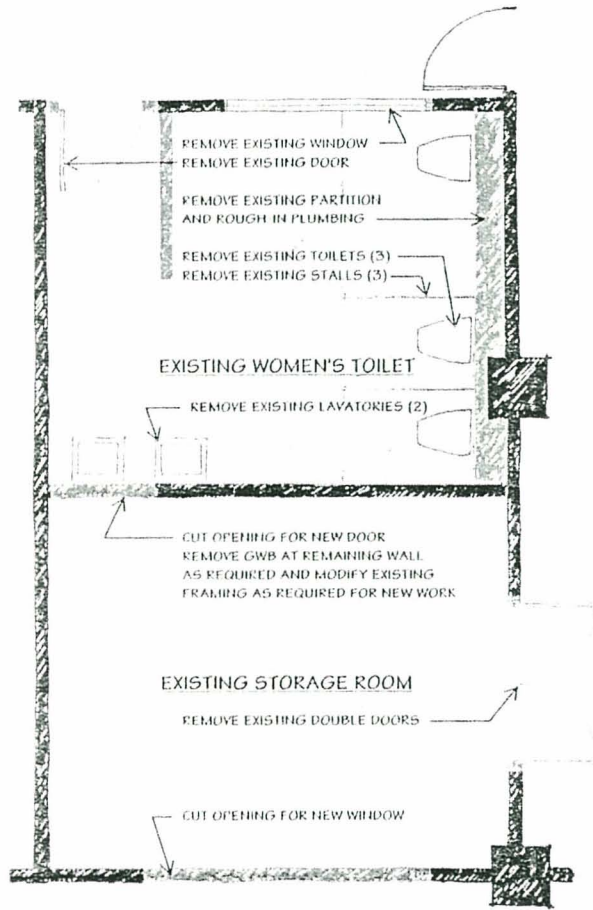 REMOVE EXISTING WINDOW
REMOVE EXISTING DOOR
REMOVE EXISTING PARTITION
AND ROUGH IN PLUMBING
REMOVE EXISTING TOILETS (3)
REMOVE EXISTING STALLS (3)
EXISTING WOMEN'S TOILET
REMOVE EXISTING LAVATORIES (2)
CUT OPENING FOR NEW DOOR
REMOVE GWB AT REMAINING WALL
AS REQUIRED AND MODIFY EXISTING
FRAMING AS REQUIRED FOR NEW WORK
EXISTING STORAGE ROOM
REMOVE EXISTING DOUBLE DOORS
CUT OPENING FOR NEW WINDOW